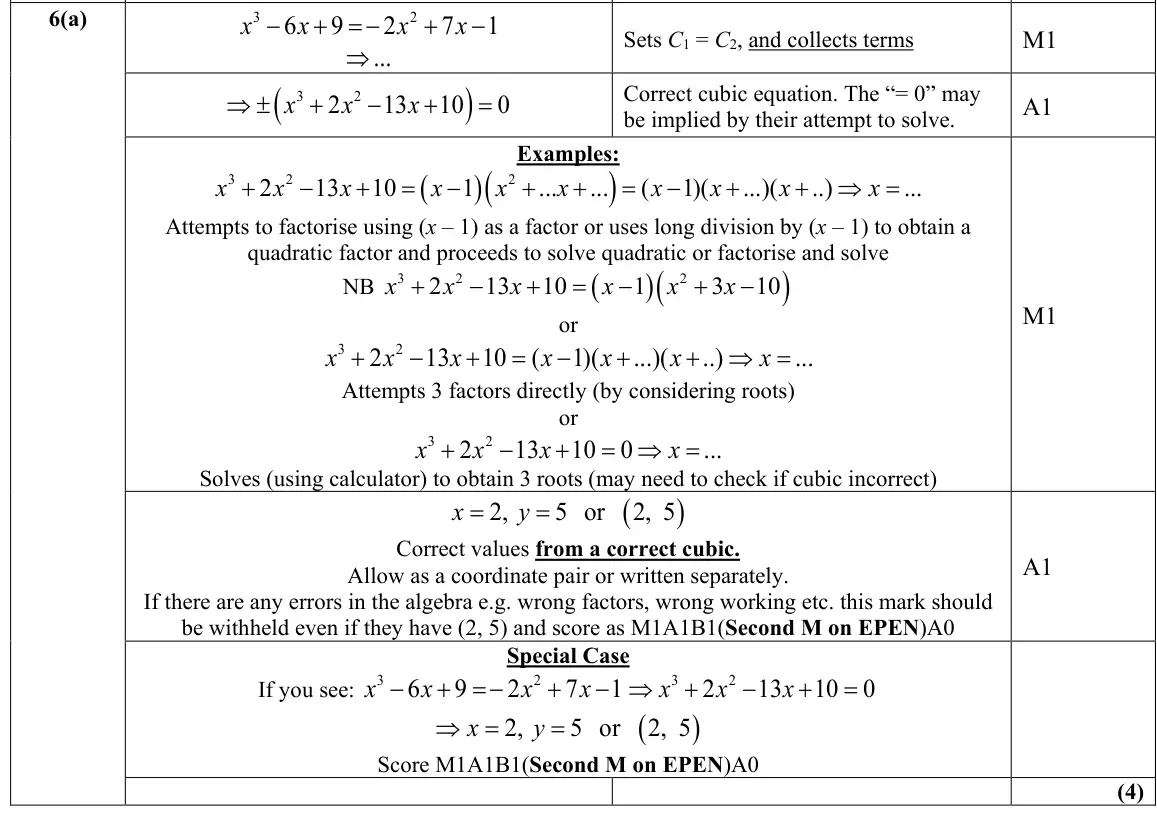 6(a)
x³ − 6x + 9 = − 2x² + 7x − 1
⇒ ...
Sets C₁ = C₂, and collects terms
M1
⇒ ±(x³ + 2x² − 13x + 10) = 0
Correct cubic equation. The “= 0” may
be implied by their attempt to solve.
A1
Examples:
x³ + 2x² − 13x + 10 = (x − 1)(x² + ...x + ...) = (x − 1)(x + ...)(x + ..) ⇒ x = ...
Attempts to factorise using (x – 1) as a factor or uses long division by (x – 1) to obtain a
quadratic factor and proceeds to solve quadratic or factorise and solve
NB x³ + 2x² − 13x + 10 = (x − 1)(x² + 3x − 10)
or
x³ + 2x² − 13x + 10 = (x − 1)(x + ...)(x + ..) ⇒ x = ...
Attempts 3 factors directly (by considering roots)
or
x³ + 2x² − 13x + 10 = 0 ⇒ x = ...
Solves (using calculator) to obtain 3 roots (may need to check if cubic incorrect)
M1
x = 2, y = 5 or (2, 5)
Correct values from a correct cubic.
Allow as a coordinate pair or written separately.
If there are any errors in the algebra e.g. wrong factors, wrong working etc. this mark should
be withheld even if they have (2, 5) and score as M1A1B1(Second M on EPEN)A0
A1
Special Case
If you see: x³ − 6x + 9 = − 2x² + 7x − 1 ⇒ x³ + 2x² − 13x + 10 = 0
⇒ x = 2, y = 5 or (2, 5)
Score M1A1B1(Second M on EPEN)A0
(4)